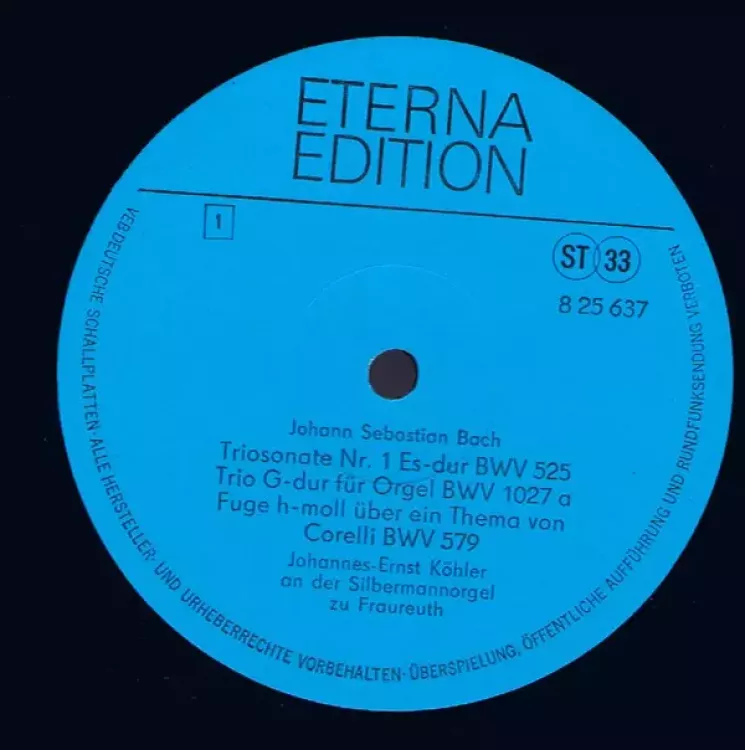 ETERNA
EDITION
1
ST 33
8 25 637
Johann Sebastian Bach
Triosonate Nr. 1 Es-dur BWV 525
Trio G-dur für Orgel BWV 1027 a
Fuge h-moll über ein Thema von
Corelli BWV 579
Johannes-Ernst Köhler
an der Silbermannorgel
zu Fraureuth
VEB DEUTSCHE SCHALLPLATTEN · ALLE HERSTELLER- UND URHEBERRECHTE VORBEHALTEN · ÜBERSPIELUNG, ÖFFENTLICHE AUFFÜHRUNG UND RUNDFUNKSENDUNG VERBOTEN